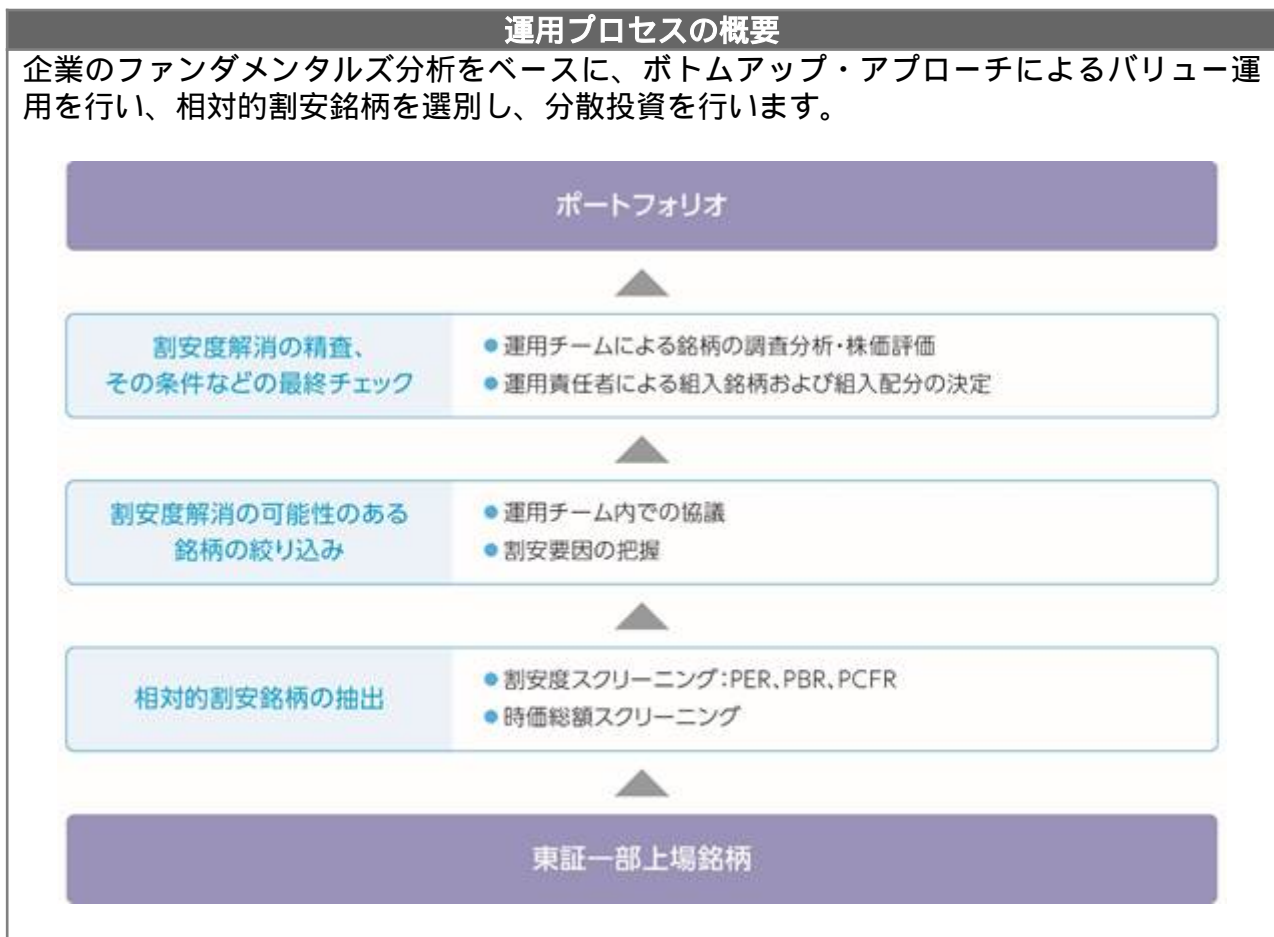 運用プロセスの概要
企業のファンダメンタルズ分析をベースに、ボトムアップ・アプローチによるバリュー運
用を行い、相対的割安銘柄を選別し、分散投資を行います。
ポートフォリオ
割安度解消の精査、
その条件などの最終チェック
●運用チームによる銘柄の調査分析・株価評価
●運用責任者による組入銘柄および組入配分の決定
割安度解消の可能性のある
銘柄の絞り込み
●運用チーム内での協議
●割安要因の把握
相対的割安銘柄の抽出
●割安度スクリーニング:PER、PBR、PCFR
●時価総額スクリーニング
東証一部上場銘柄